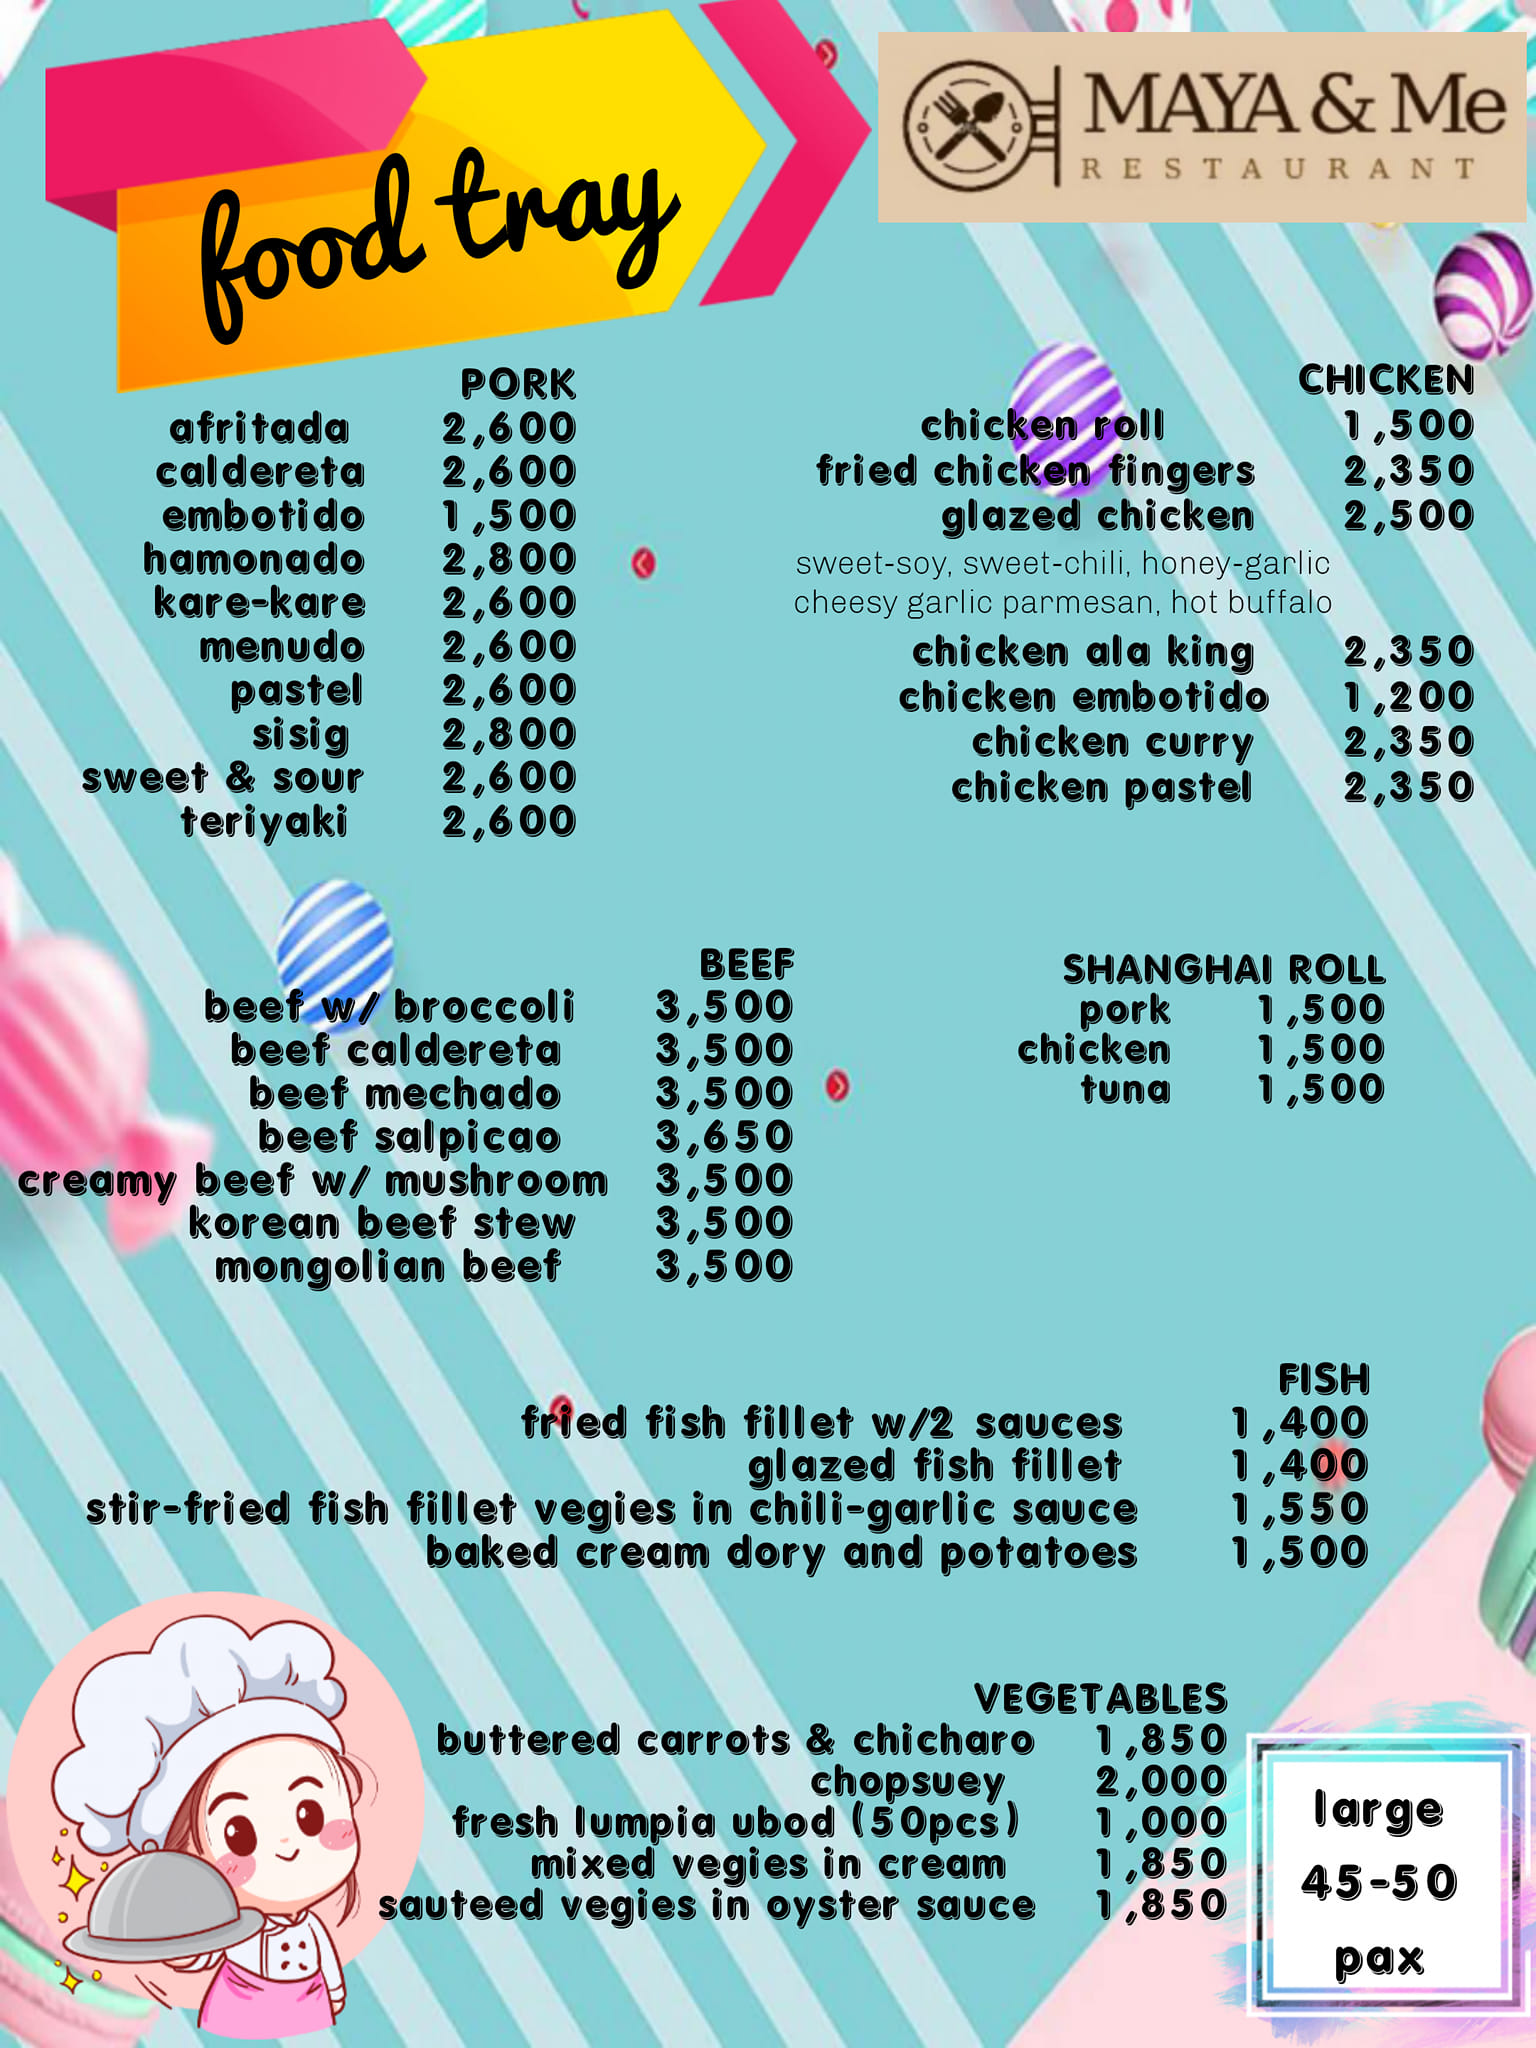 food tray
MAYA & Me
RESTAURANT
PORK
afritada 2,600
caldereta 2,600
embotido 1,500
hamonado 2,800
kare-kare 2,600
menudo 2,600
pastel 2,600
sisig 2,800
sweet & sour 2,600
teriyaki 2,600
CHICKEN
chicken roll 1,500
fried chicken fingers 2,350
glazed chicken 2,500
sweet-soy, sweet-chili, honey-garlic
cheesy garlic parmesan, hot buffalo
chicken ala king 2,350
chicken embotido 1,200
chicken curry 2,350
chicken pastel 2,350
BEEF
beef w/ broccoli 3,500
beef caldereta 3,500
beef mechado 3,500
beef salpicao 3,650
creamy beef w/ mushroom 3,500
korean beef stew 3,500
mongolian beef 3,500
SHANGHAI ROLL
pork 1,500
chicken 1,500
tuna 1,500
FISH
fried fish fillet w/2 sauces 1,400
glazed fish fillet 1,400
stir-fried fish fillet vegies in chili-garlic sauce 1,550
baked cream dory and potatoes 1,500
VEGETABLES
buttered carrots & chicharo 1,850
chopsuey 2,000
fresh lumpia ubod (50pcs) 1,000
mixed vegies in cream 1,850
sauteed vegies in oyster sauce 1,850
large
45-50
pax